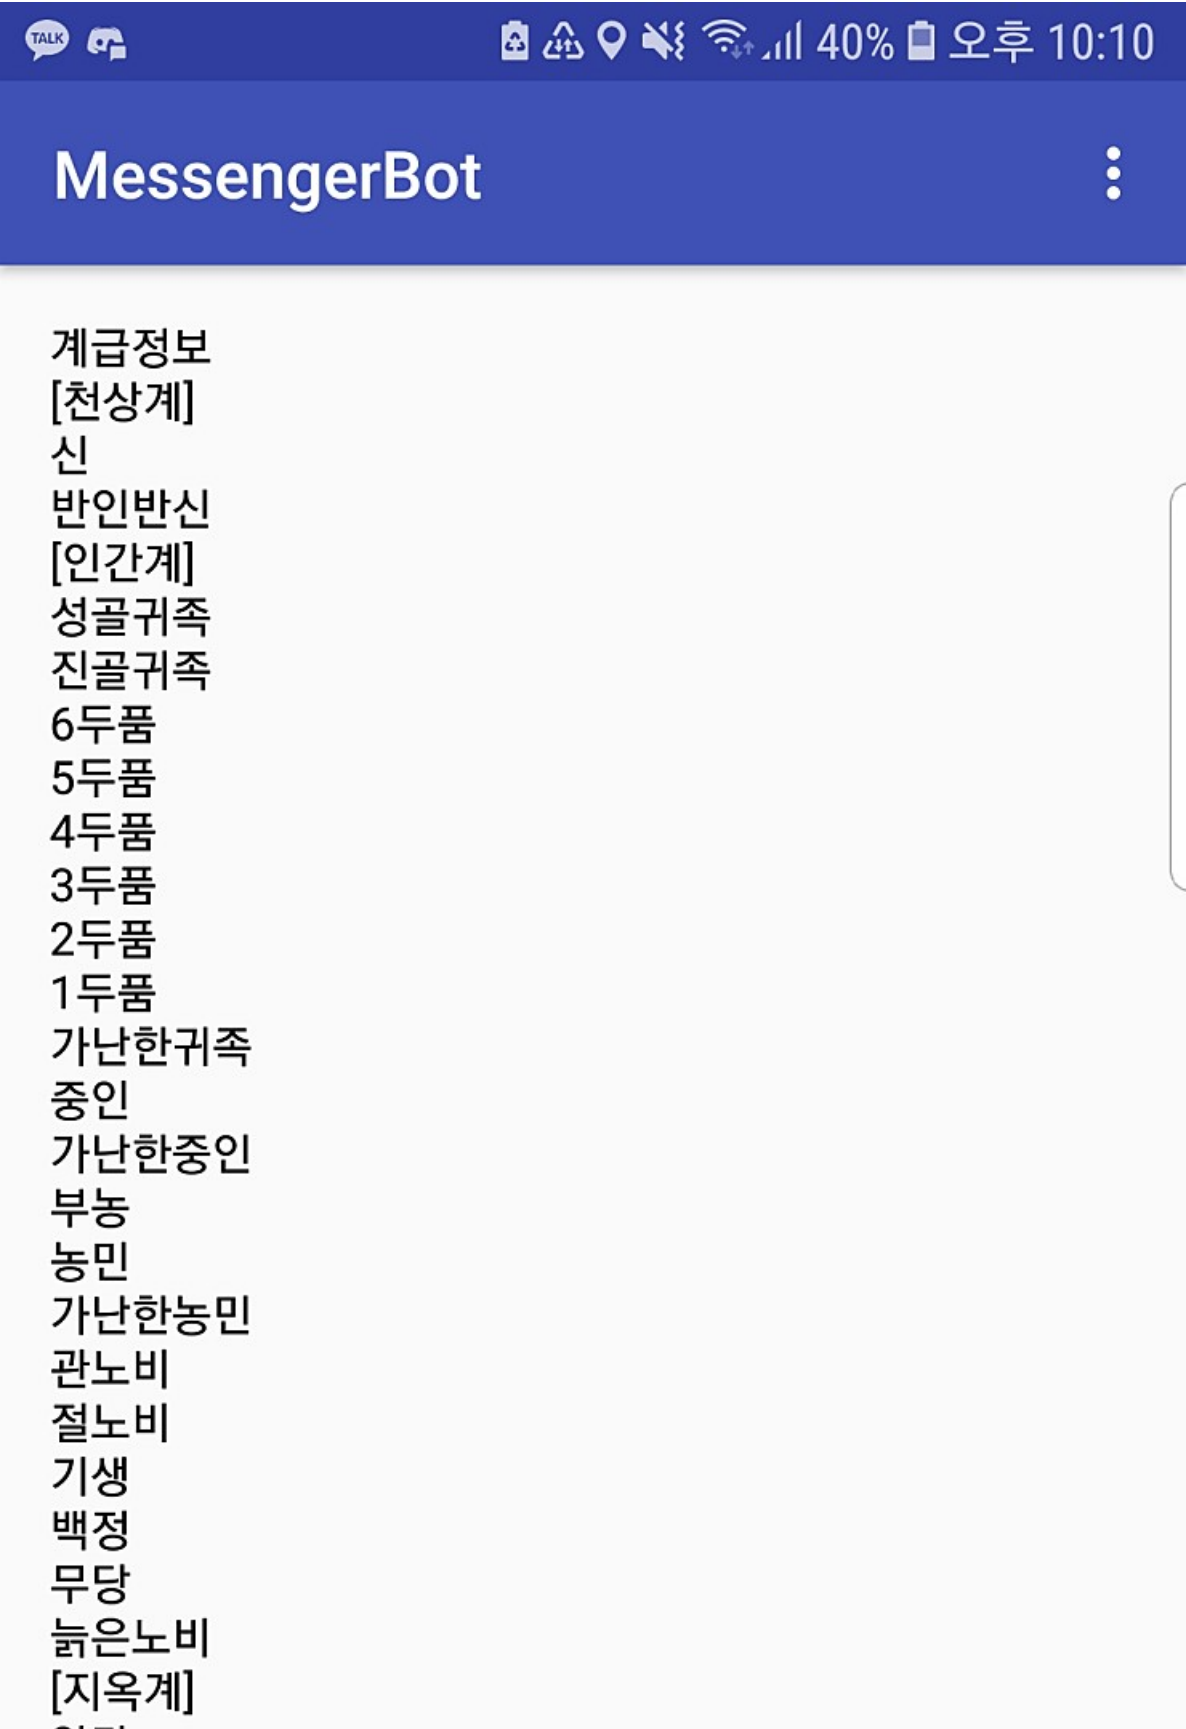 TALK
40% 오후 10:10
MessengerBot
계급정보
[천상계]
신
반인반신
[인간계]
성골귀족
진골귀족
6두품
5두품
4두품
3두품
2두품
1두품
가난한귀족
중인
가난한중인
부농
농민
가난한농민
관노비
절노비
기생
백정
무당
늙은노비
[지옥계]